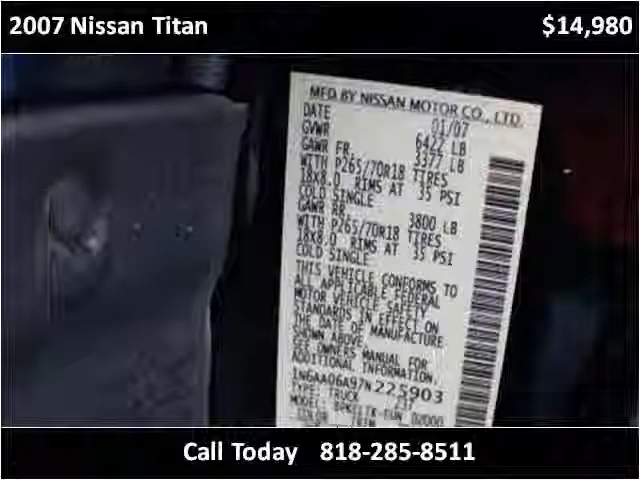 2007 Nissan Titan
$14,980
MFD BY NISSAN MOTOR CO., LTD.
DATE 01/07
GVWR 6422 LB
GAWR FR. 3377 LB
WITH P265/70R18 TIRES
18X8.0 RIMS AT 35 PSI
COLD SINGLE
GAWR RR. 3800 LB
WITH P265/70R18 TIRES
18X8.0 RIMS AT 35 PSI
COLD SINGLE
THIS VEHICLE CONFORMS TO
ALL APPLICABLE FEDERAL
MOTOR VEHICLE SAFETY
STANDARDS IN EFFECT ON
THE DATE OF MANUFACTURE
SHOWN ABOVE.
SEE OWNERS MANUAL FOR
ADDITIONAL INFORMATION.
1N6AA06A97N225903
TYPE: TRUCK
MODEL:
COLOR TRIM
Call Today 818-285-8511